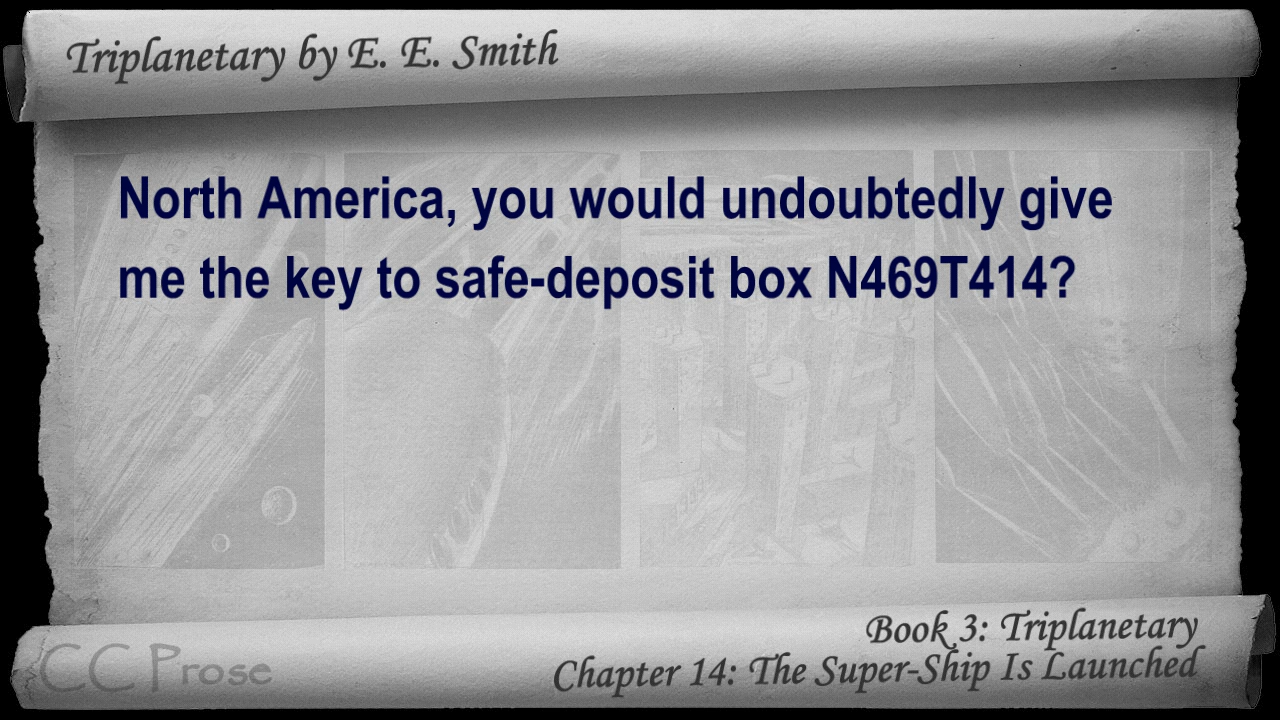 Triplanetary by E. E. Smith
North America, you would undoubtedly give
me the key to safe-deposit box N469T414?
Book 3: Triplanetary
Chapter 14: The Super-Ship Is Launched
CC Prose